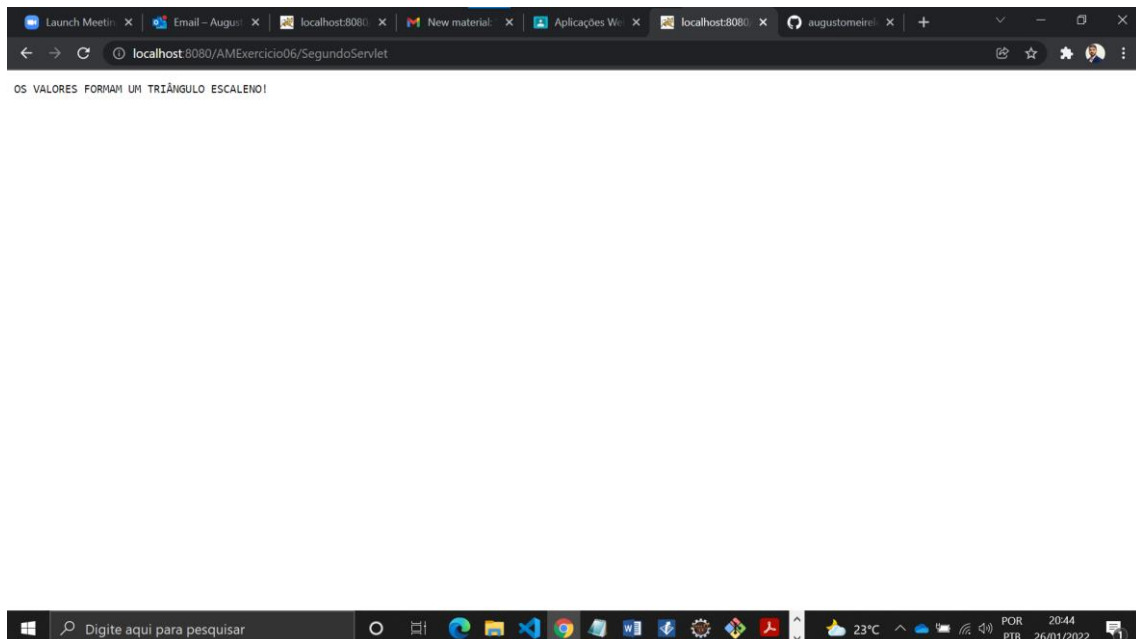 Launch Meetin
Email – August
localhost:8080
New material:
Aplicações We
localhost:8080
augustomeirel
localhost:8080/AMExercicio06/SegundoServlet
OS VALORES FORMAM UM TRIÂNGULO ESCALENO!
Digite aqui para pesquisar
23°C
POR
PTB
20:44
26/01/2022